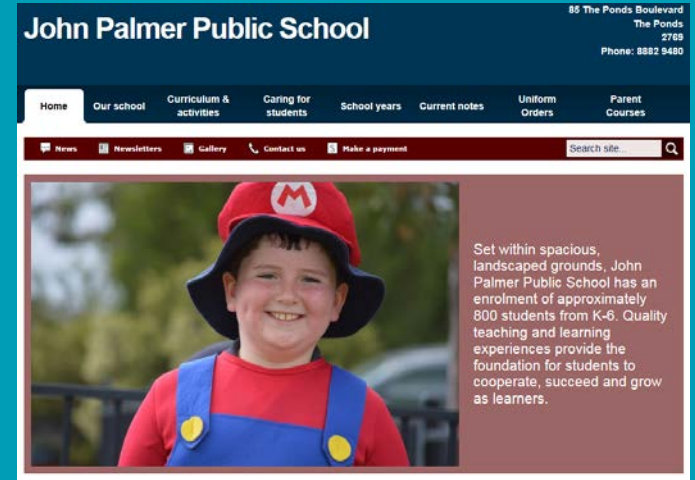 John Palmer Public School
85 The Ponds Boulevard
The Ponds
2769
Phone: 8882 9480
Home
Our school
Curriculum &
activities
Caring for
students
School years
Current notes
Uniform
Orders
Parent
Courses
News
Newsletters
Gallery
Contact us
Make a payment
Search site...
M
Set within spacious,
landscaped grounds, John
Palmer Public School has an
enrolment of approximately
800 students from K-6. Quality
teaching and learning
experiences provide the
foundation for students to
cooperate, succeed and grow
as learners.